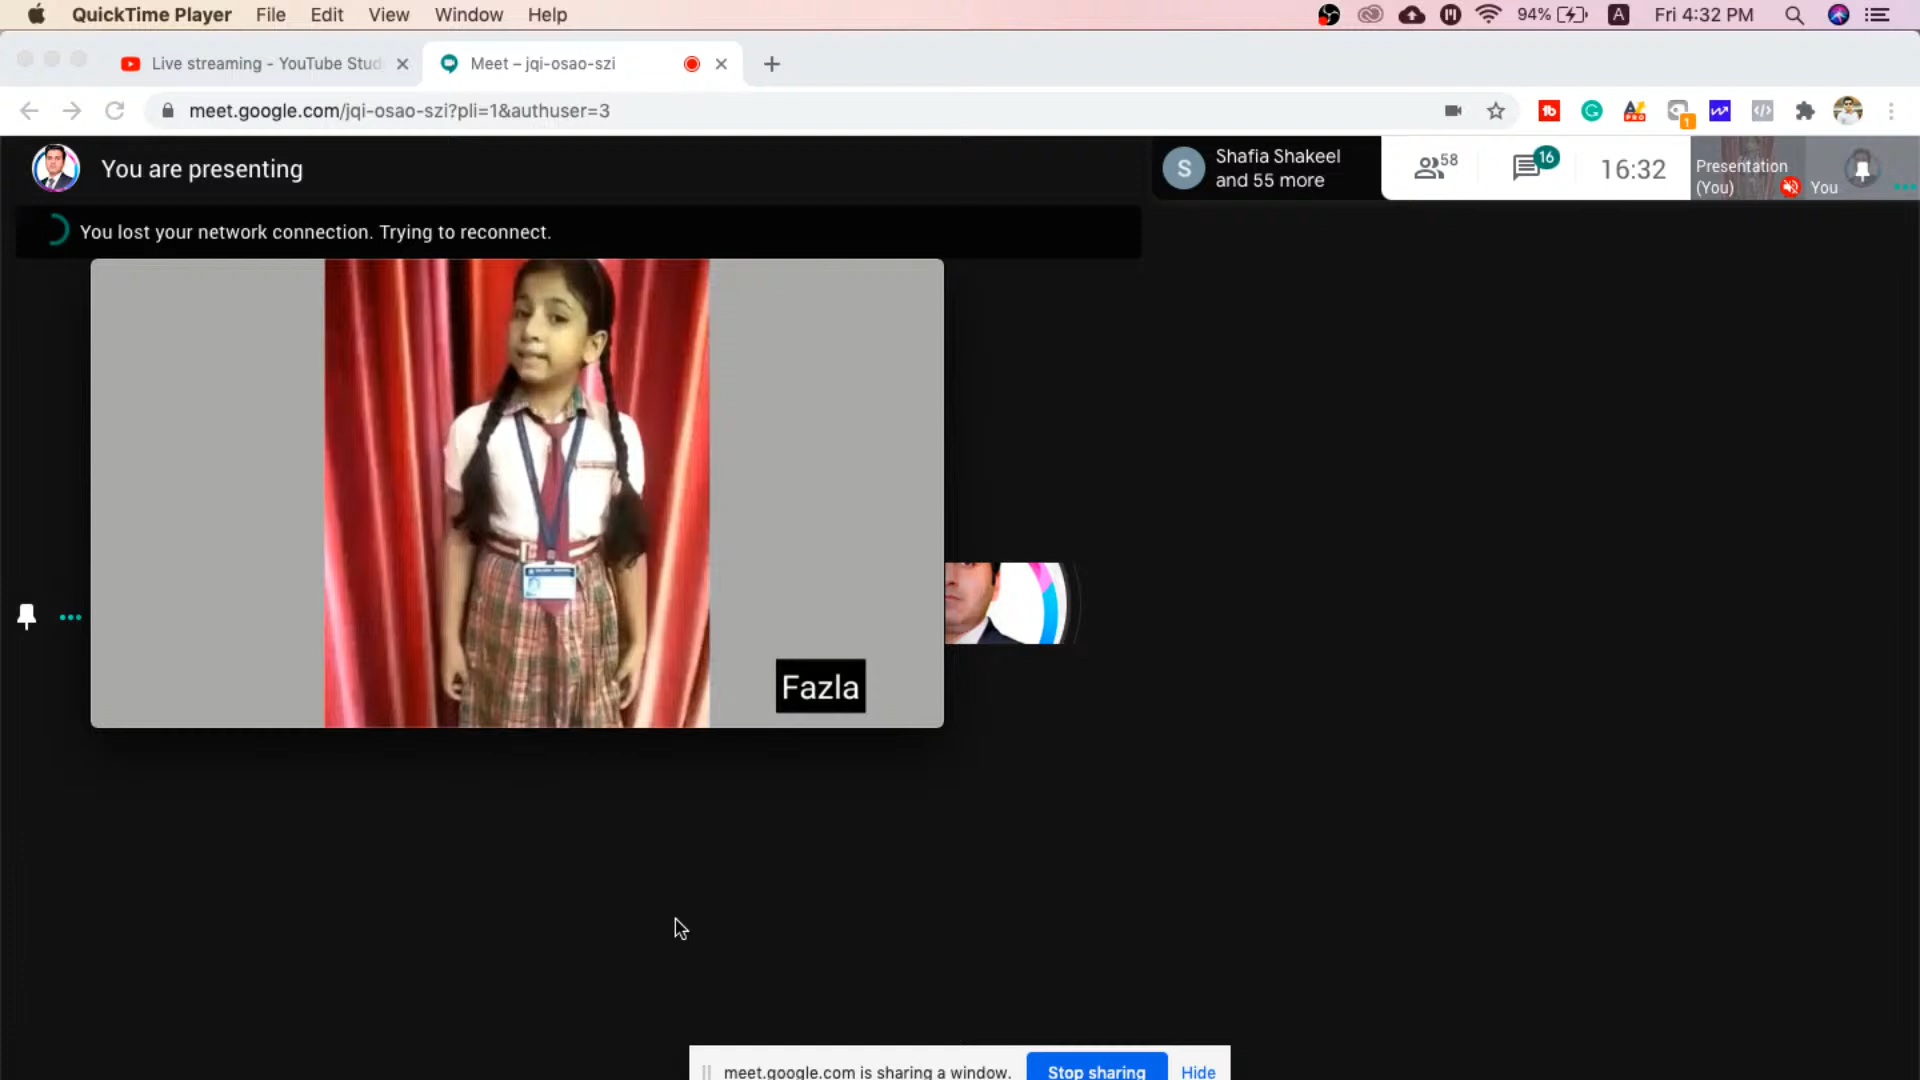 QuickTime Player File Edit View Window Help 94% A Fri 4:32 PM
Live streaming - YouTube Stud Meet – jqi-osao-szi
meet.google.com/jqi-osao-szi?pli=1&authuser=3
You are presenting
Shafia Shakeel
and 55 more
S
58
16
16:32
Presentation
(You)
You
You lost your network connection. Trying to reconnect.
Fazla
meet.google.com is sharing a window. Stop sharing Hide